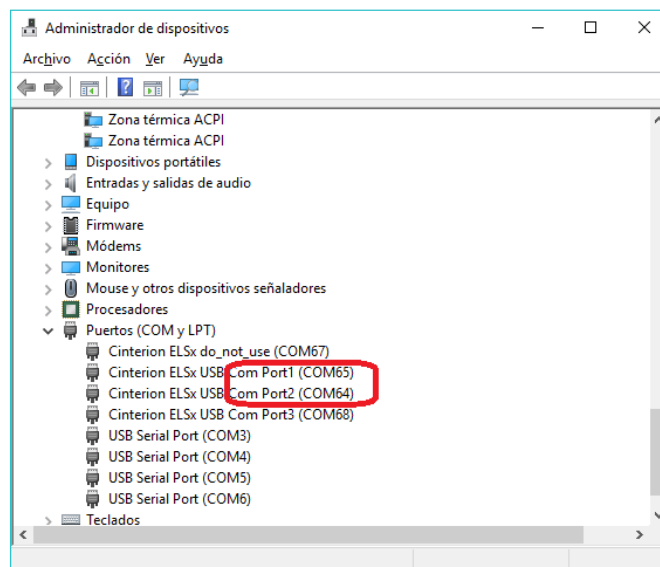 Administrador de dispositivos
Archivo Acción Ver Ayuda
Zona térmica ACPI
Zona térmica ACPI
Dispositivos portátiles
Entradas y salidas de audio
Equipo
Firmware
Módems
Monitores
Mouse y otros dispositivos señaladores
Procesadores
Puertos (COM y LPT)
Cinterion ELSx do_not_use (COM67)
Cinterion ELSx USB Com Port1 (COM65)
Cinterion ELSx USB Com Port2 (COM64)
Cinterion ELSx USB Com Port3 (COM68)
USB Serial Port (COM3)
USB Serial Port (COM4)
USB Serial Port (COM5)
USB Serial Port (COM6)
Teclados